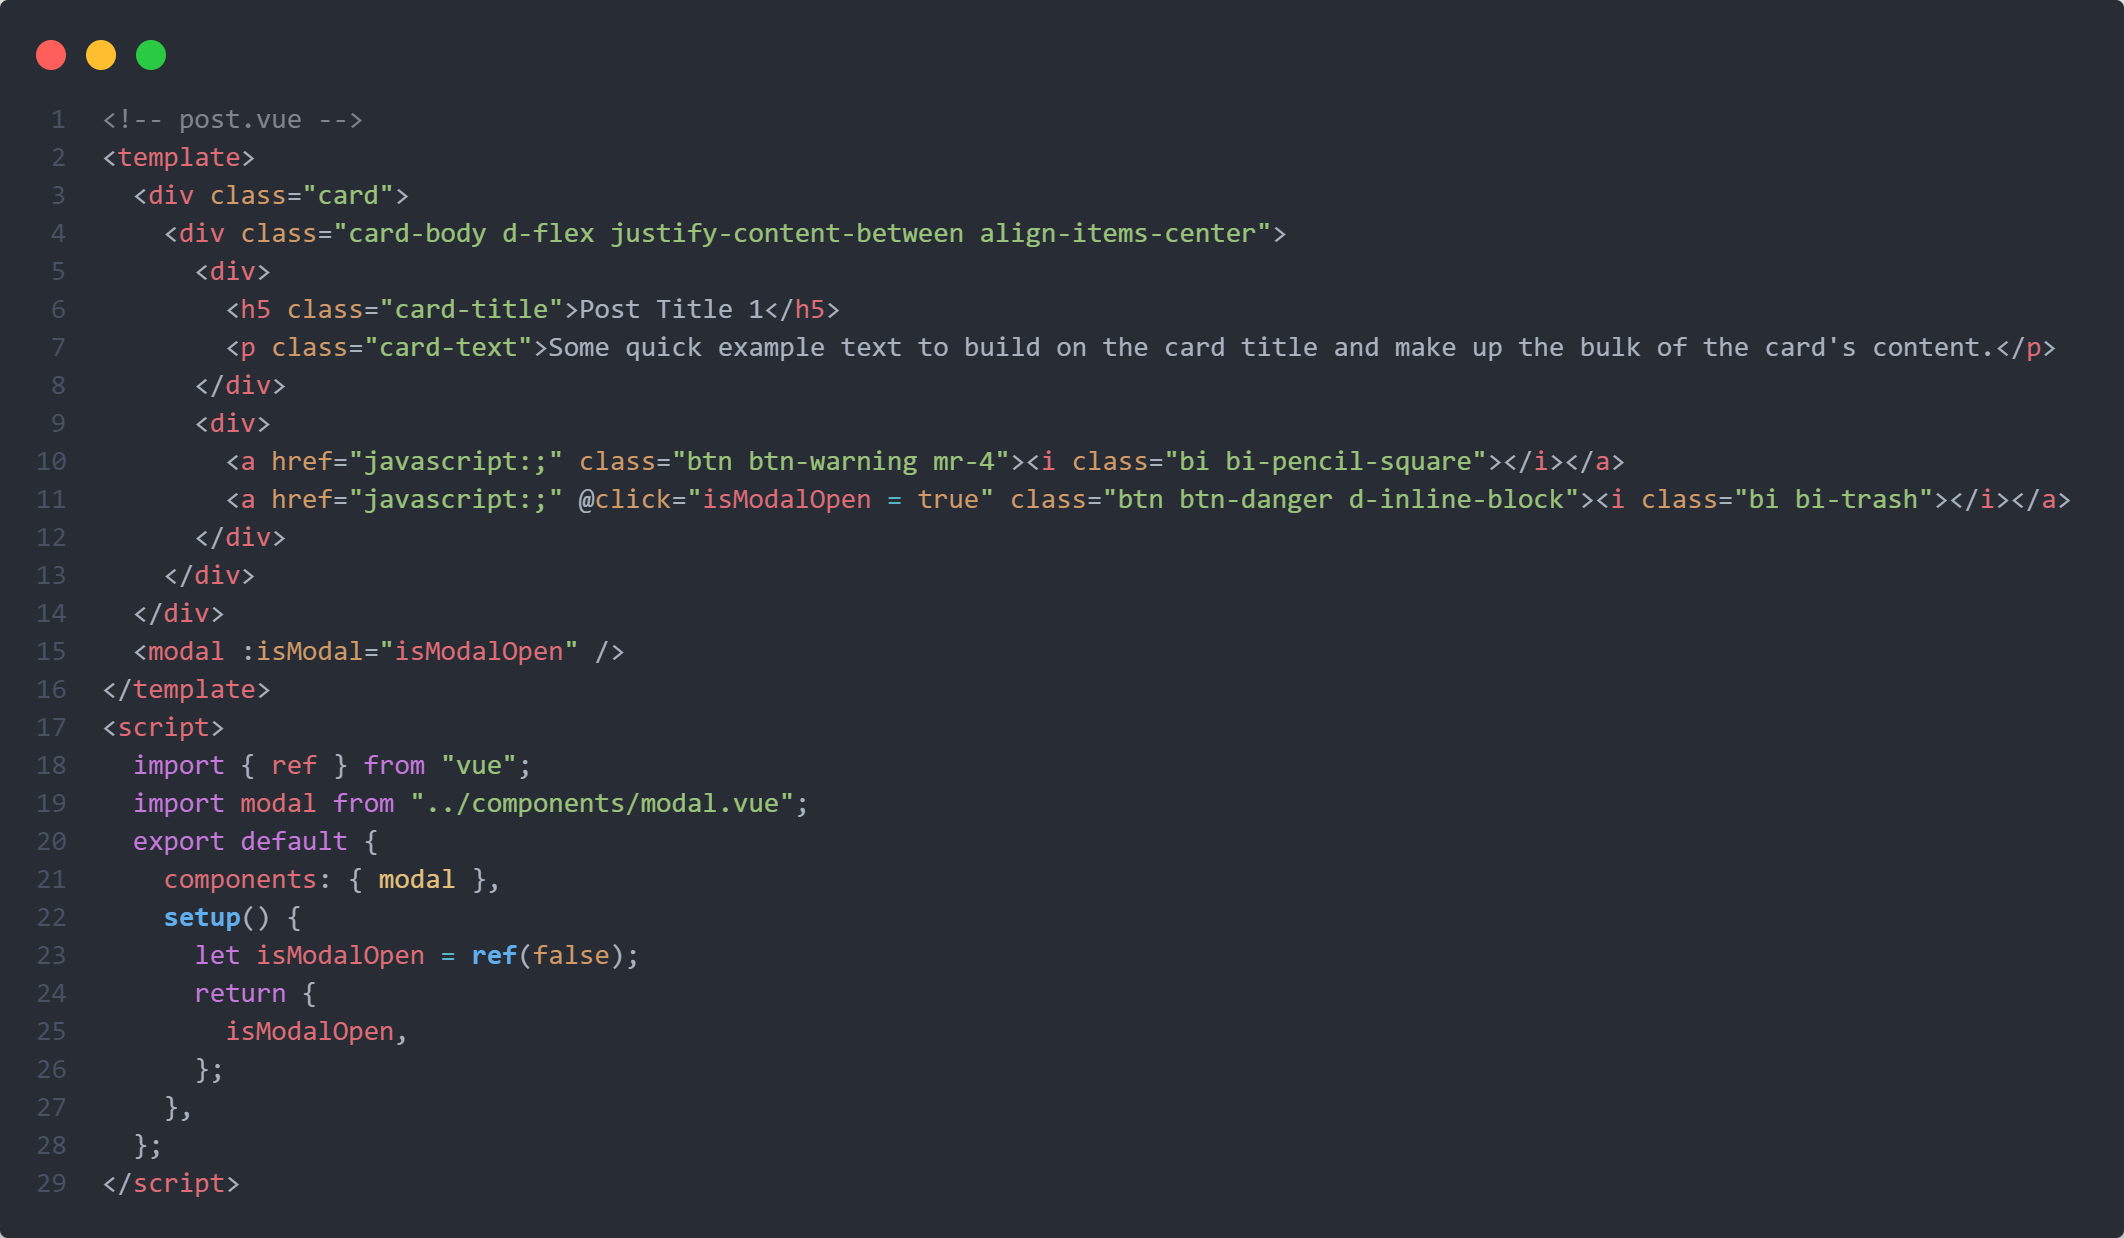 1 <!-- post.vue -->
2 <template>
3   <div class="card">
4     <div class="card-body d-flex justify-content-between align-items-center">
5       <div>
6         <h5 class="card-title">Post Title 1</h5>
7         <p class="card-text">Some quick example text to build on the card title and make up the bulk of the card's content.</p>
8       </div>
9       <div>
10         <a href="javascript:;" class="btn btn-warning mr-4"><i class="bi bi-pencil-square"></i></a>
11         <a href="javascript:;" @click="isModalOpen = true" class="btn btn-danger d-inline-block"><i class="bi bi-trash"></i></a>
12       </div>
13     </div>
14   </div>
15   <modal :isModal="isModalOpen" />
16 </template>
17 <script>
18   import { ref } from "vue";
19   import modal from "../components/modal.vue";
20   export default {
21     components: { modal },
22     setup() {
23       let isModalOpen = ref(false);
24       return {
25         isModalOpen,
26       };
27     },
28   };
29 </script>